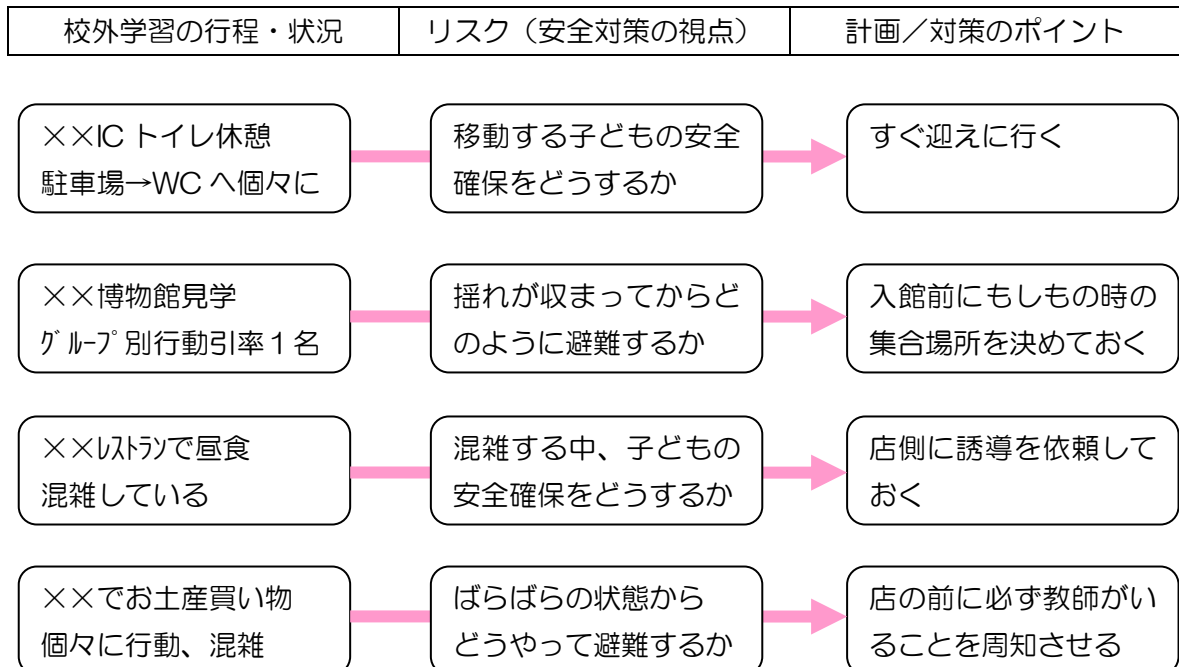 校外学習の行程・状況
リスク（安全対策の視点）
計画／対策のポイント
××IC トイレ休憩
駐車場→WC へ個々に
移動する子どもの安全
確保をどうするか
すぐ迎えに行く
××博物館見学
ｸﾞﾙｰﾌﾟ別行動引率１名
揺れが収まってからど
のように避難するか
入館前にもしもの時の
集合場所を決めておく
××ﾚｽﾄﾗﾝで昼食
混雑している
混雑する中、子どもの
安全確保をどうするか
店側に誘導を依頼して
おく
××でお土産買い物
個々に行動、混雑
ばらばらの状態から
どうやって避難するか
店の前に必ず教師がい
ることを周知させる